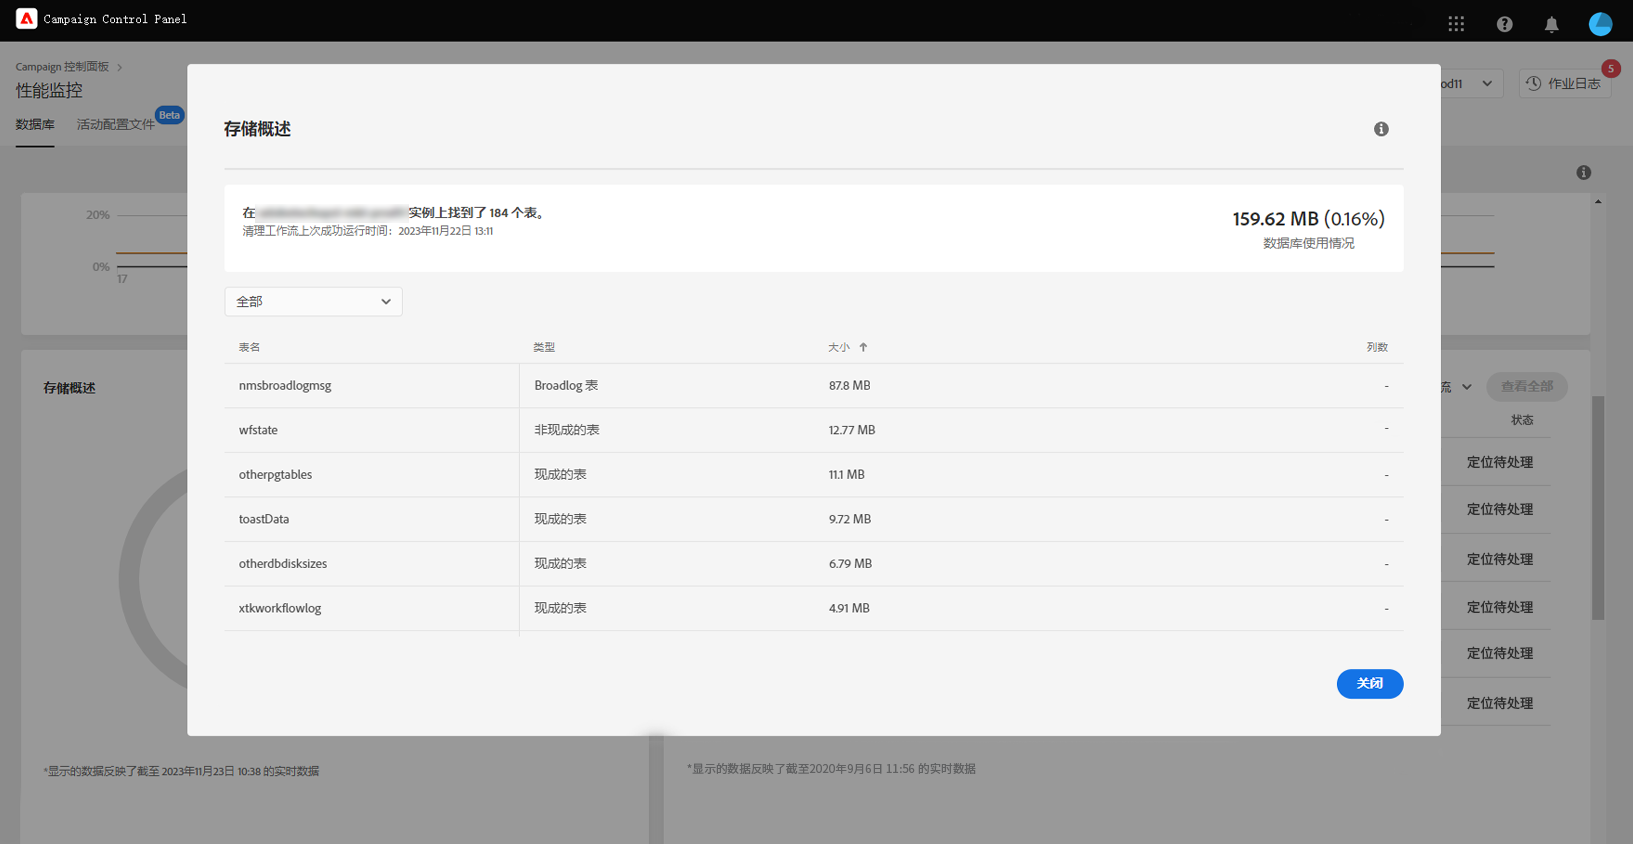 Campaign Control Panel
Campaign 控制面板
性能监控
数据库
活动配置文件
Beta
od11
作业日志
5
20%
0%
17
存储概述
在
实例上找到了 184 个表。
清理工作流上次成功运行时间：2023年11月22日 13:11
159.62 MB (0.16%)
数据库使用情况
全部
表名 类型 大小 列数
nmsbroadlogmsg Broadlog 表 87.8 MB -
wfstate 非现成的表 12.77 MB -
otherpgtables 现成的表 11.1 MB -
toastData 现成的表 9.72 MB -
otherdbdisksizes 现成的表 6.79 MB -
xtkworkflowlog 现成的表 4.91 MB -
关闭
存储概述
*显示的数据反映了截至 2023年11月23日 10:38 的实时数据
流
查看全部
状态
定位待处理
定位待处理
定位待处理
定位待处理
定位待处理
定位待处理
*显示的数据反映了截至2020年9月6日 11:56 的实时数据